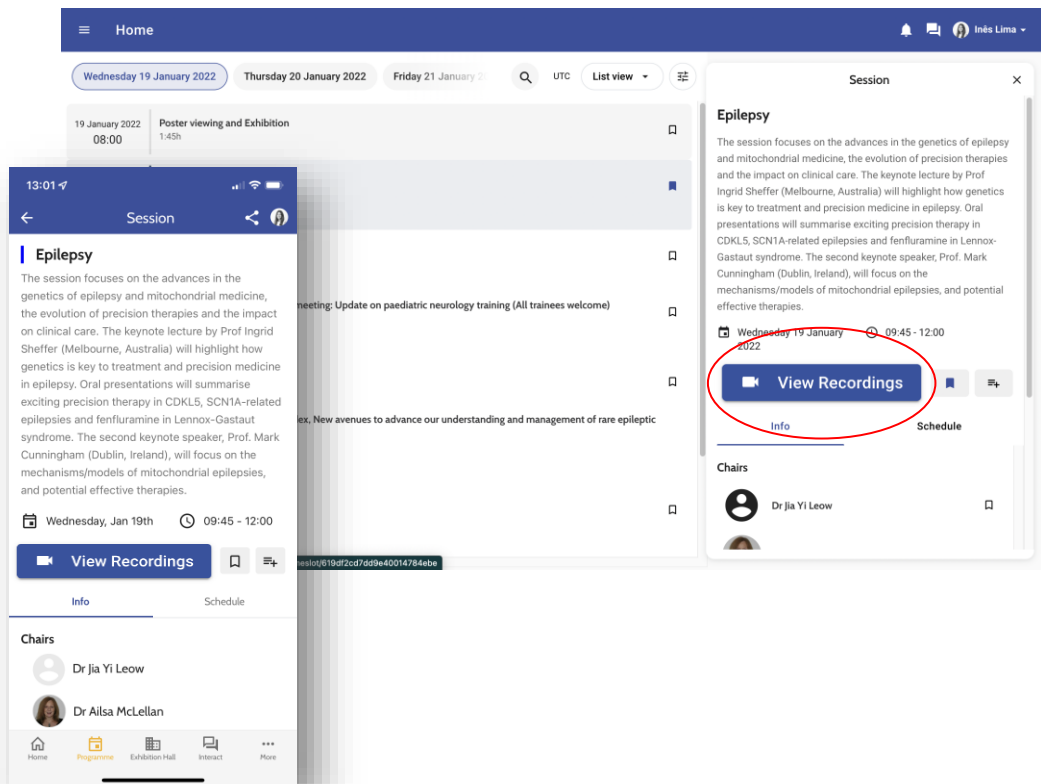 Home
Inês Lima
Wednesday 19 January 2022
Thursday 20 January 2022
Friday 21 January
UTC
List view
19 January 2022
08:00
Poster viewing and Exhibition
1:45h
meeting: Update on paediatric neurology training (All trainees welcome)
New avenues to advance our understanding and management of rare epileptic
neslot/619df2cd7dd9e40014784ebe
Session
Epilepsy
The session focuses on the advances in the genetics of epilepsy
and mitochondrial medicine, the evolution of precision therapies
and the impact on clinical care. The keynote lecture by Prof
Ingrid Sheffer (Melbourne, Australia) will highlight how genetics
is key to treatment and precision medicine in epilepsy. Oral
presentations will summarise exciting precision therapy in
CDKL5, SCN1A-related epilepsies and fenfluramine in Lennox-
Gastaut syndrome. The second keynote speaker, Prof. Mark
Cunningham (Dublin, Ireland), will focus on the
mechanisms/models of mitochondrial epilepsies, and potential
effective therapies.
Wednesday 19 January
2022
09:45 - 12:00
View Recordings
Info
Schedule
Chairs
Dr Jia Yi Leow
13:01
Session
Epilepsy
The session focuses on the advances in the
genetics of epilepsy and mitochondrial medicine,
the evolution of precision therapies and the impact
on clinical care. The keynote lecture by Prof Ingrid
Sheffer (Melbourne, Australia) will highlight how
genetics is key to treatment and precision medicine
in epilepsy. Oral presentations will summarise
exciting precision therapy in CDKL5, SCN1A-related
epilepsies and fenfluramine in Lennox-Gastaut
syndrome. The second keynote speaker, Prof. Mark
Cunningham (Dublin, Ireland), will focus on the
mechanisms/models of mitochondrial epilepsies,
and potential effective therapies.
Wednesday, Jan 19th
09:45 - 12:00
View Recordings
Info
Schedule
Chairs
Dr Jia Yi Leow
Dr Ailsa McLellan
Home
Programme
Exhibition Hall
Interact
More